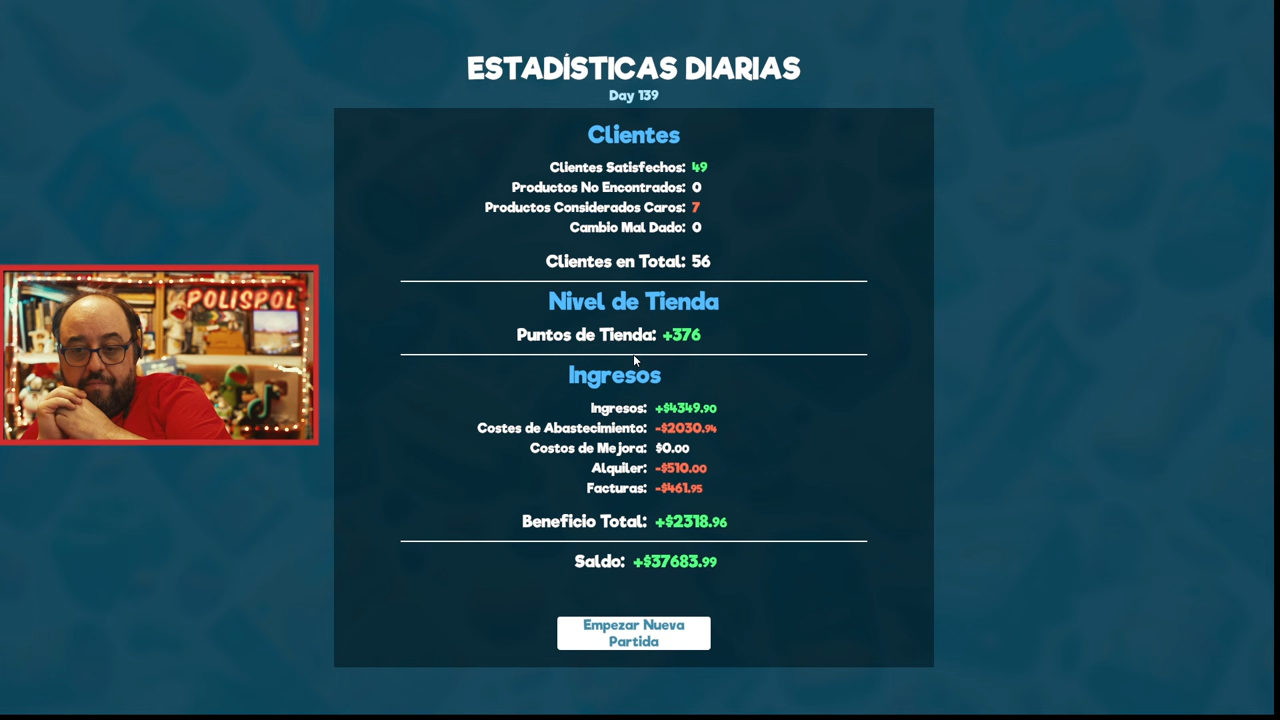 ESTADÍSTICAS DIARIAS
Day 139
Clientes
Clientes Satisfechos: 49
Productos No Encontrados: 0
Productos Considerados Caros: 7
Cambio Mal Dado: 0
Clientes en Total: 56
Nivel de Tienda
Puntos de Tienda: +376
Ingresos
Ingresos: +$4349.90
Costes de Abastecimiento: -$2030.94
Costos de Mejora: $0.00
Alquiler: -$510.00
Facturas: -$461.95
Beneficio Total: +$2318.96
Saldo: +$37683.99
Empezar Nueva
Partida
POLISPOL